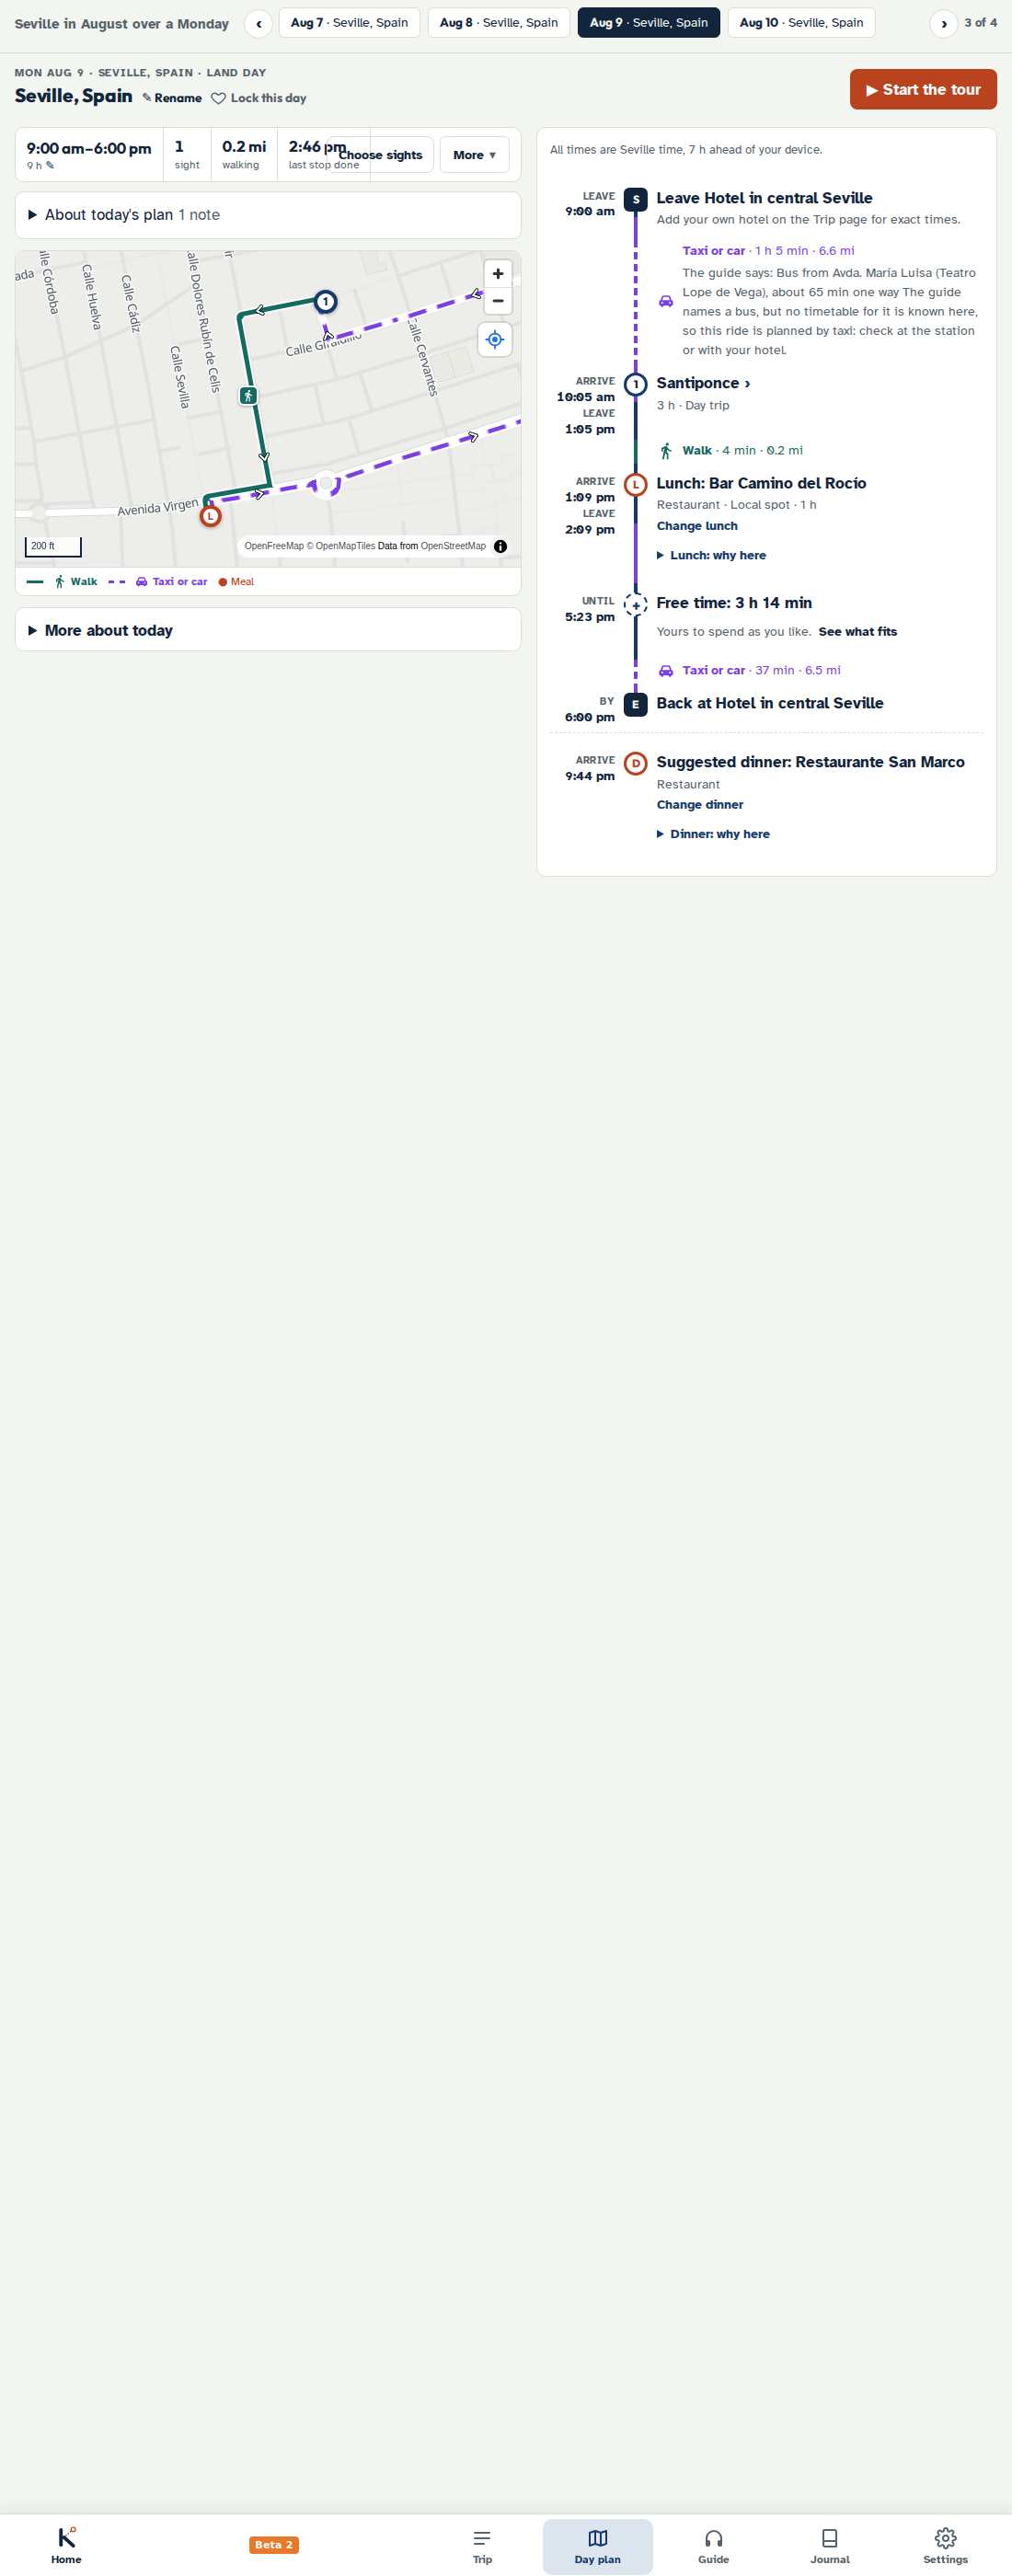 Seville in August over a Monday
‹
Aug 7 · Seville, Spain
Aug 8 · Seville, Spain
Aug 9 · Seville, Spain
Aug 10 · Seville, Spain
›
3 of 4
MON AUG 9 · SEVILLE, SPAIN · LAND DAY
Seville, Spain ✎ Rename Lock this day
▶ Start the tour
9:00 am–6:00 pm
9 h ✎
1
sight
0.2 mi
walking
2:46 pm
last stop done
Choose sights
More ▼
▶ About today's plan 1 note
Calle Córdoba
Calle Huelva
Calle Cádiz
Calle Sevilla
Calle Dolores Rubín de Celis
Calle Giraldillo
Calle Cervantes
Avenida Virgen
1
L
+
−
200 ft
OpenFreeMap © OpenMapTiles Data from OpenStreetMap
Walk Taxi or car Meal
▶ More about today
All times are Seville time, 7 h ahead of your device.
LEAVE
9:00 am
S
Leave Hotel in central Seville
Add your own hotel on the Trip page for exact times.
Taxi or car · 1 h 5 min · 6.6 mi
The guide says: Bus from Avda. María Luisa (Teatro
Lope de Vega), about 65 min one way The guide
names a bus, but no timetable for it is known here,
so this ride is planned by taxi: check at the station
or with your hotel.
ARRIVE
10:05 am
LEAVE
1:05 pm
1
Santiponce ›
3 h · Day trip
Walk · 4 min · 0.2 mi
ARRIVE
1:09 pm
LEAVE
2:09 pm
L
Lunch: Bar Camino del Rocío
Restaurant · Local spot · 1 h
Change lunch
▶ Lunch: why here
UNTIL
5:23 pm
+
Free time: 3 h 14 min
Yours to spend as you like. See what fits
Taxi or car · 37 min · 6.5 mi
BY
6:00 pm
E
Back at Hotel in central Seville
ARRIVE
9:44 pm
D
Suggested dinner: Restaurante San Marco
Restaurant
Change dinner
▶ Dinner: why here
Home
Beta 2
Trip
Day plan
Guide
Journal
Settings